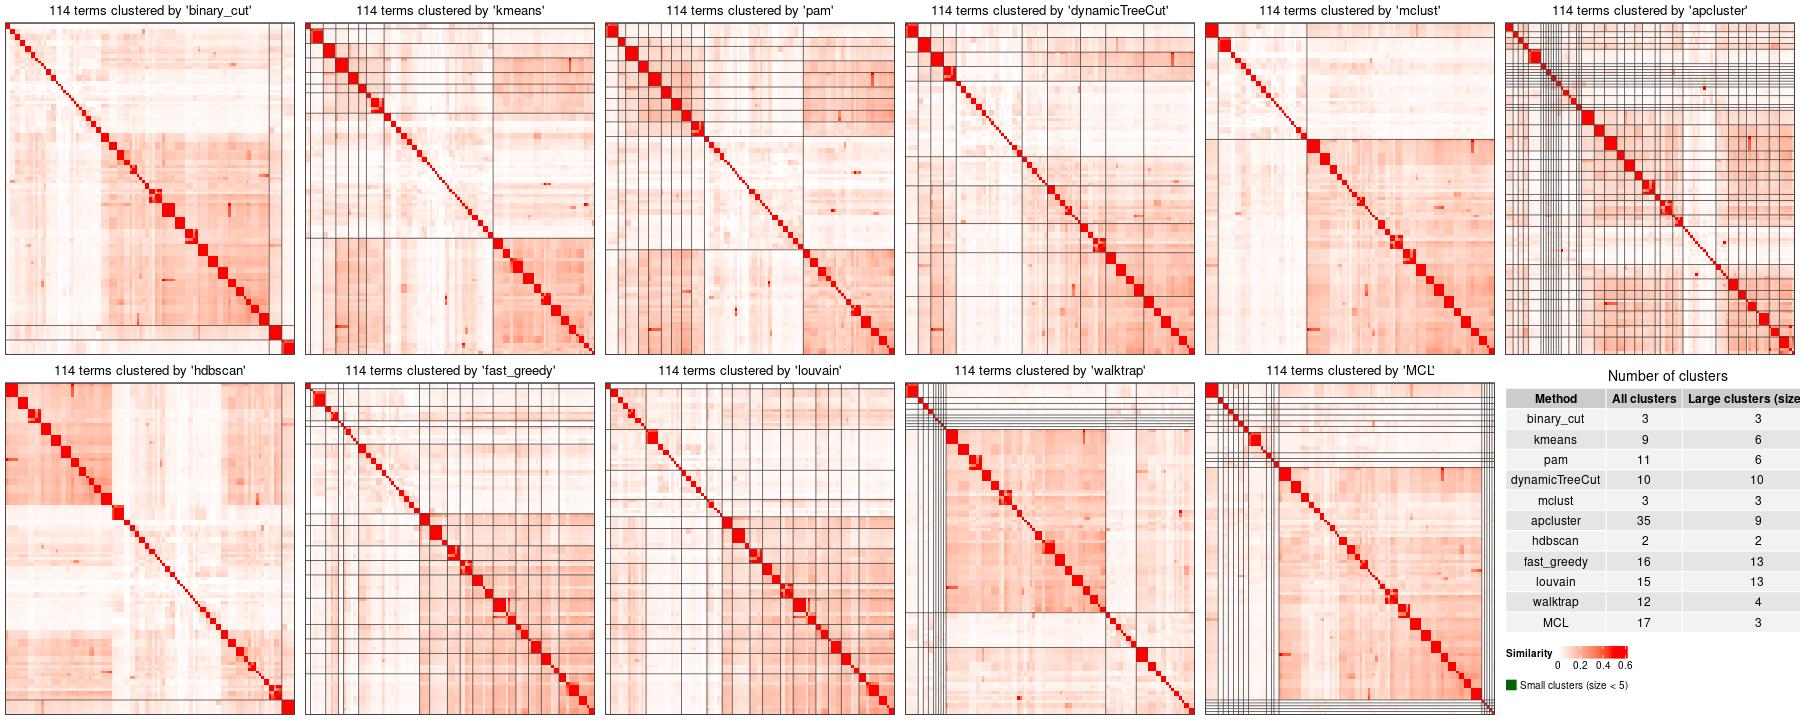 114 terms clustered by 'binary_cut'
114 terms clustered by 'kmeans'
114 terms clustered by 'pam'
114 terms clustered by 'dynamicTreeCut'
114 terms clustered by 'mclust'
114 terms clustered by 'apcluster'
114 terms clustered by 'hdbscan'
114 terms clustered by 'fast_greedy'
114 terms clustered by 'louvain'
114 terms clustered by 'walktrap'
114 terms clustered by 'MCL'
Number of clusters
Method All clusters Large clusters (size
binary_cut 3 3
kmeans 9 6
pam 11 6
dynamicTreeCut 10 10
mclust 3 3
apcluster 35 9
hdbscan 2 2
fast_greedy 16 13
louvain 15 13
walktrap 12 4
MCL 17 3
Similarity
0 0.2 0.4 0.6
Small clusters (size < 5)